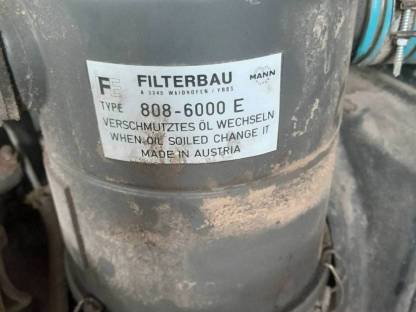 FILTERBAU
A 3340 WAIDHOFEN / YBBS
MANN
TYPE 808-6000 E
VERSCHMUTZTES ÖL WECHSELN
WHEN OIL SOILED CHANGE IT
MADE IN AUSTRIA